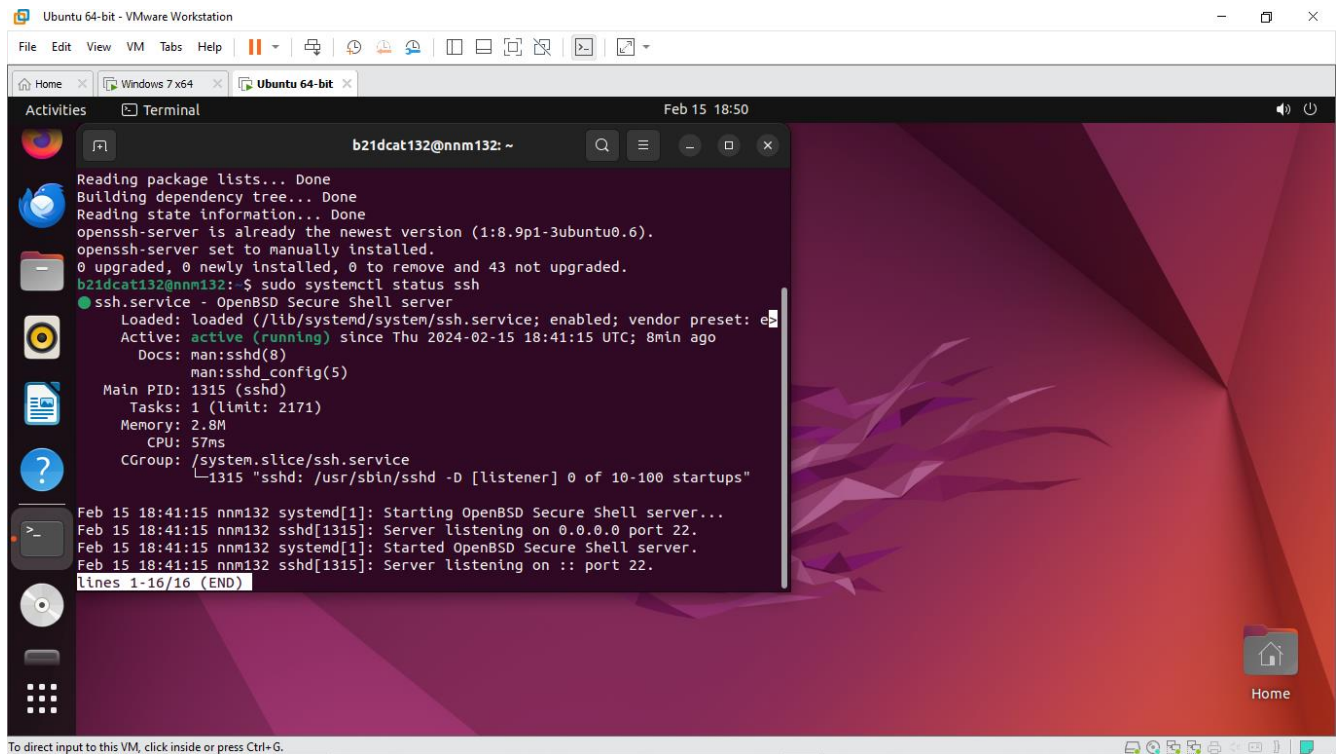 Ubuntu 64-bit - VMware Workstation
File Edit View VM Tabs Help
Home Windows 7 x64 Ubuntu 64-bit
Activities Terminal Feb 15 18:50
b21dcat132@nnm132: ~
Reading package lists... Done
Building dependency tree... Done
Reading state information... Done
openssh-server is already the newest version (1:8.9p1-3ubuntu0.6).
openssh-server set to manually installed.
0 upgraded, 0 newly installed, 0 to remove and 43 not upgraded.
b21dcat132@nnm132:~$ sudo systemctl status ssh
● ssh.service - OpenBSD Secure Shell server
Loaded: loaded (/lib/systemd/system/ssh.service; enabled; vendor preset: e>
Active: active (running) since Thu 2024-02-15 18:41:15 UTC; 8min ago
Docs: man:sshd(8)
man:sshd_config(5)
Main PID: 1315 (sshd)
Tasks: 1 (limit: 2171)
Memory: 2.8M
CPU: 57ms
CGroup: /system.slice/ssh.service
└─1315 "sshd: /usr/sbin/sshd -D [listener] 0 of 10-100 startups"
Feb 15 18:41:15 nnm132 systemd[1]: Starting OpenBSD Secure Shell server...
Feb 15 18:41:15 nnm132 sshd[1315]: Server listening on 0.0.0.0 port 22.
Feb 15 18:41:15 nnm132 systemd[1]: Started OpenBSD Secure Shell server.
Feb 15 18:41:15 nnm132 sshd[1315]: Server listening on :: port 22.
lines 1-16/16 (END)
Home
To direct input to this VM, click inside or press Ctrl+G.